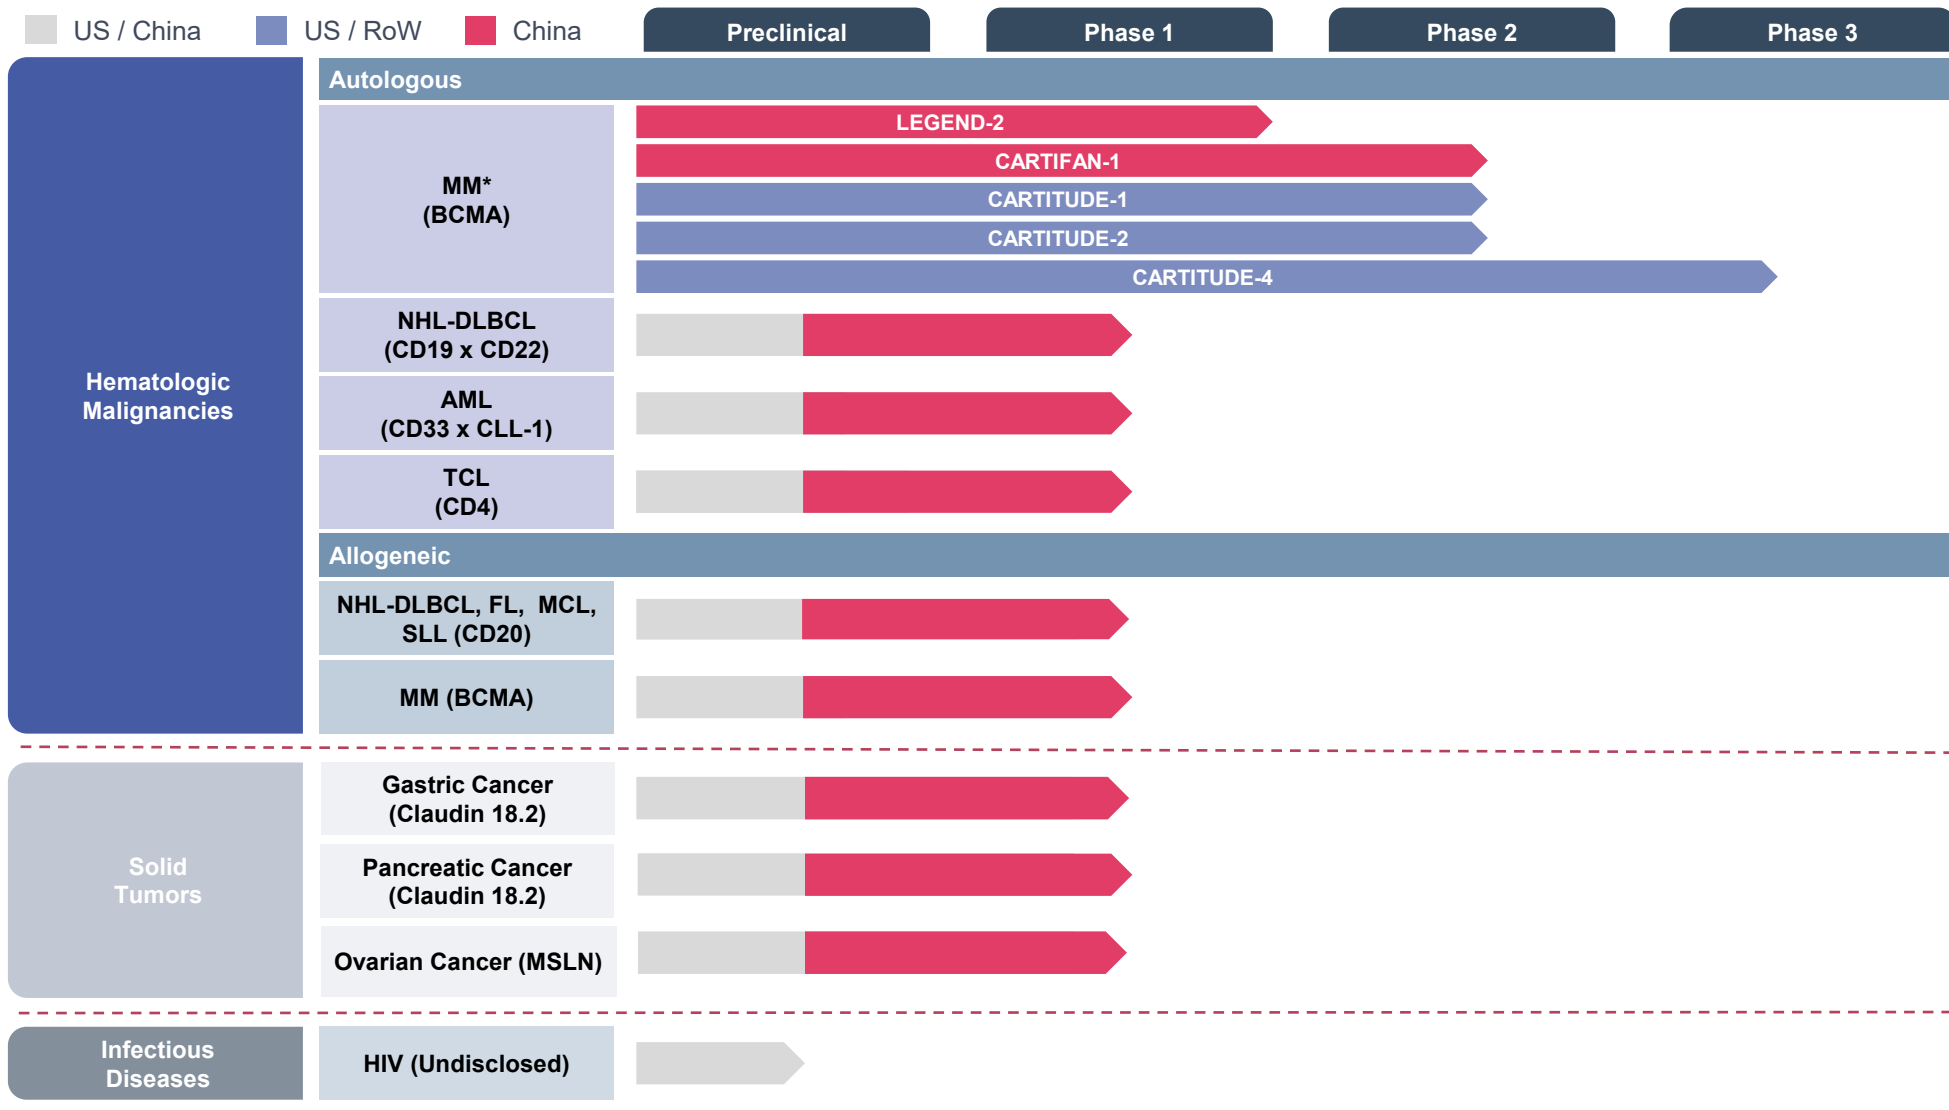 US / China
US / RoW
China
Preclinical
Phase 1
Phase 2
Phase 3
Hematologic
Malignancies
Autologous
MM*
(BCMA)
LEGEND-2
CARTIFAN-1
CARTITUDE-1
CARTITUDE-2
CARTITUDE-4
NHL-DLBCL
(CD19 x CD22)
AML
(CD33 x CLL-1)
TCL
(CD4)
Allogeneic
NHL-DLBCL, FL, MCL,
SLL (CD20)
MM (BCMA)
Solid
Tumors
Gastric Cancer
(Claudin 18.2)
Pancreatic Cancer
(Claudin 18.2)
Ovarian Cancer (MSLN)
Infectious
Diseases
HIV (Undisclosed)